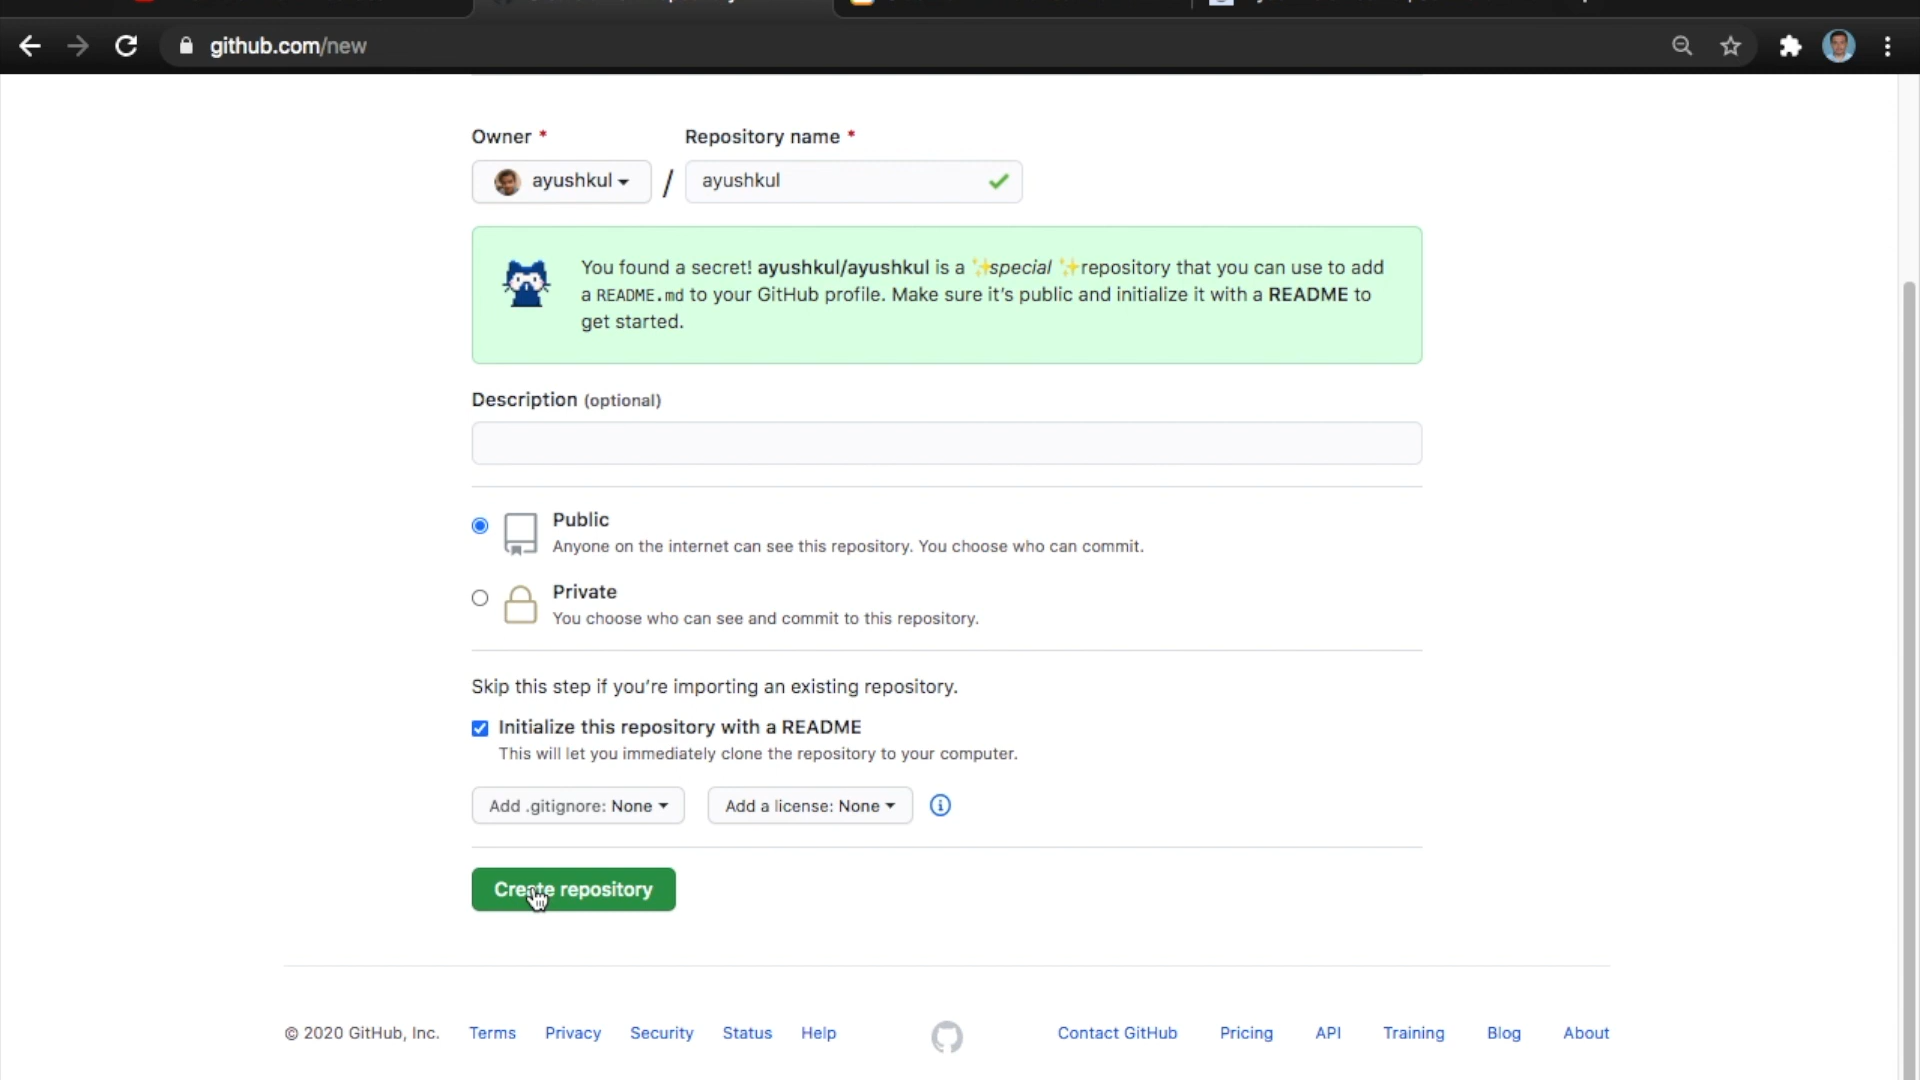 github.com/new
Owner * Repository name *
ayushkul / ayushkul
You found a secret! ayushkul/ayushkul is a ✨special ✨repository that you can use to add
a README.md to your GitHub profile. Make sure it’s public and initialize it with a README to
get started.
Description (optional)
Public
Anyone on the internet can see this repository. You choose who can commit.
Private
You choose who can see and commit to this repository.
Skip this step if you’re importing an existing repository.
Initialize this repository with a README
This will let you immediately clone the repository to your computer.
Add .gitignore: None Add a license: None
Create repository
© 2020 GitHub, Inc. Terms Privacy Security Status Help Contact GitHub Pricing API Training Blog About